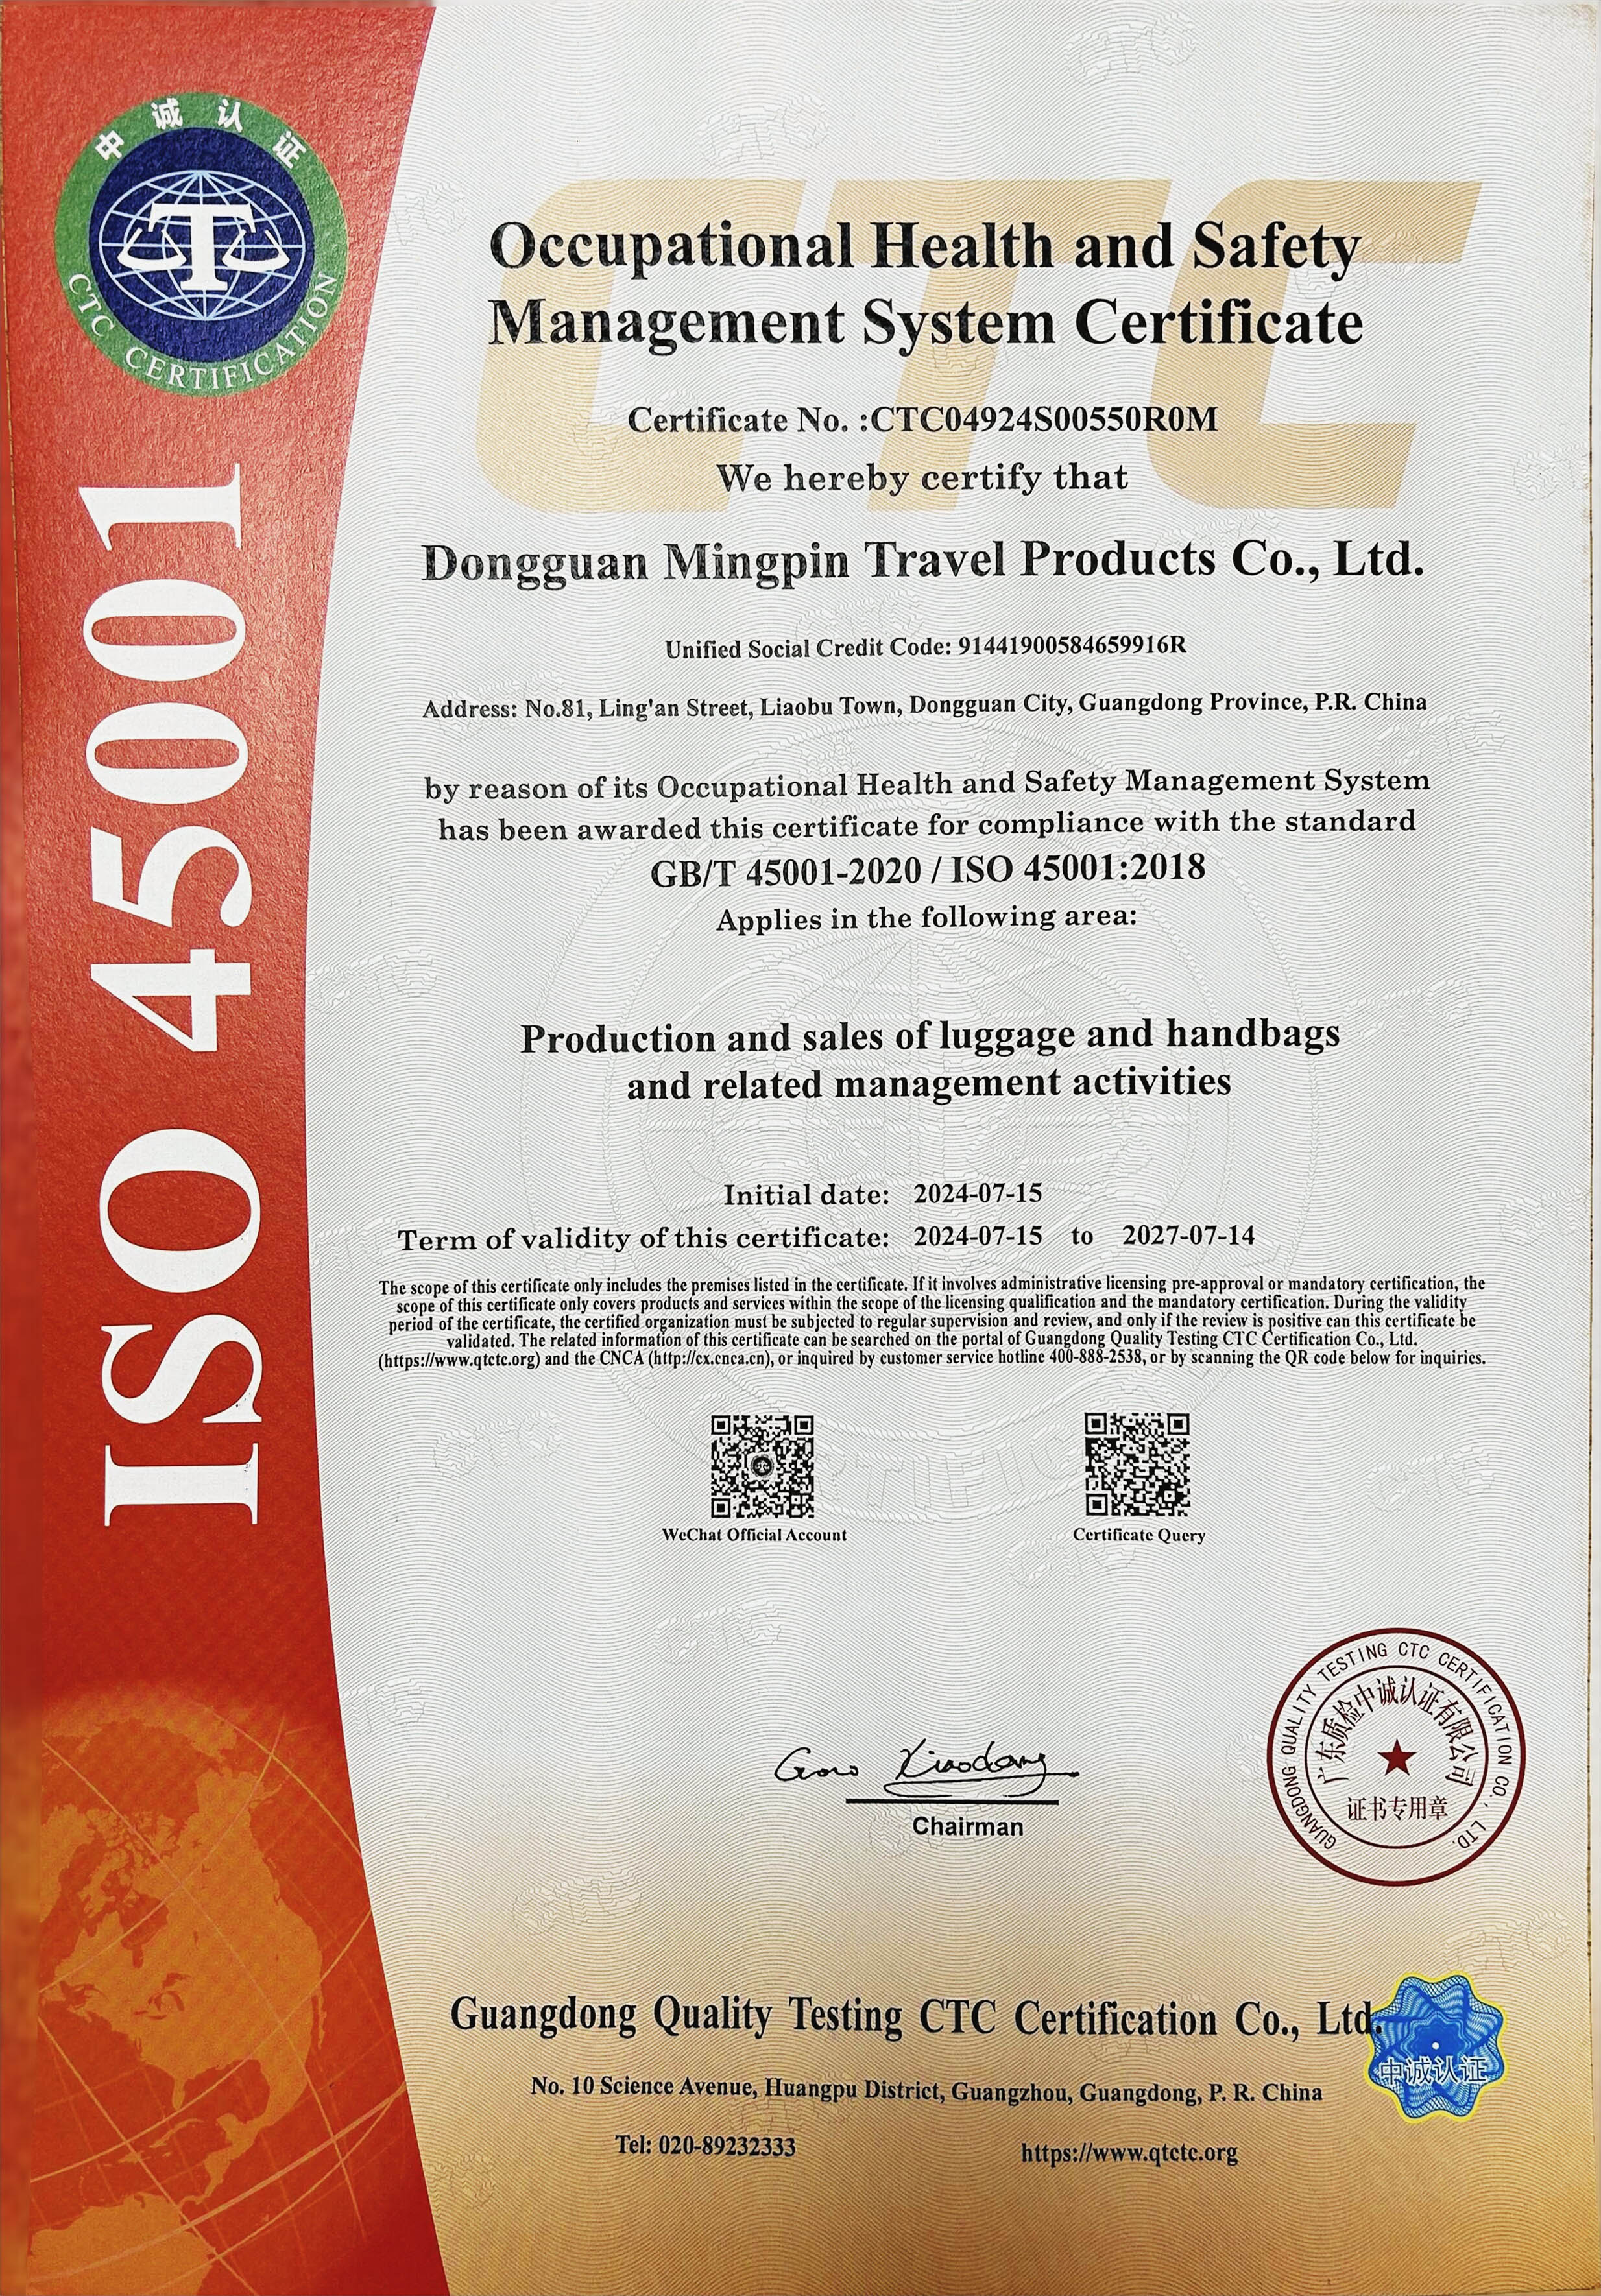 中诚认证
CTC CERTIFICATION
ISO 45001
CTC
Occupational Health and Safety
Management System Certificate
Certificate No. :CTC04924S00550R0M
We hereby certify that
Dongguan Mingpin Travel Products Co., Ltd.
Unified Social Credit Code: 91441900584659916R
Address: No.81, Ling'an Street, Liaobu Town, Dongguan City, Guangdong Province, P.R. China
by reason of its Occupational Health and Safety Management System
has been awarded this certificate for compliance with the standard
GB/T 45001-2020 / ISO 45001:2018
Applies in the following area:
Production and sales of luggage and handbags
and related management activities
Initial date: 2024-07-15
Term of validity of this certificate: 2024-07-15 to 2027-07-14
The scope of this certificate only includes the premises listed in the certificate. If it involves administrative licensing pre-approval or mandatory certification, the
scope of this certificate only covers products and services within the scope of the licensing qualification and the mandatory certification. During the validity
period of the certificate, the certified organization must be subjected to regular supervision and review, and only if the review is positive can this certificate be
validated. The related information of this certificate can be searched on the portal of Guangdong Quality Testing CTC Certification Co., Ltd.
(https://www.qtctc.org) and the CNCA (http://cx.cnca.cn), or inquired by customer service hotline 400-888-2538, or by scanning the QR code below for inquiries.
WeChat Official Account
Certificate Query
GUANGDONG QUALITY TESTING CTC CERTIFICATION CO., LTD.
广东质检中诚认证有限公司
证书专用章
Xiaodang
Chairman
Guangdong Quality Testing CTC Certification Co., Ltd.
中诚认证
No. 10 Science Avenue, Huangpu District, Guangzhou, Guangdong, P. R. China
Tel: 020-89232333
https://www.qtctc.org